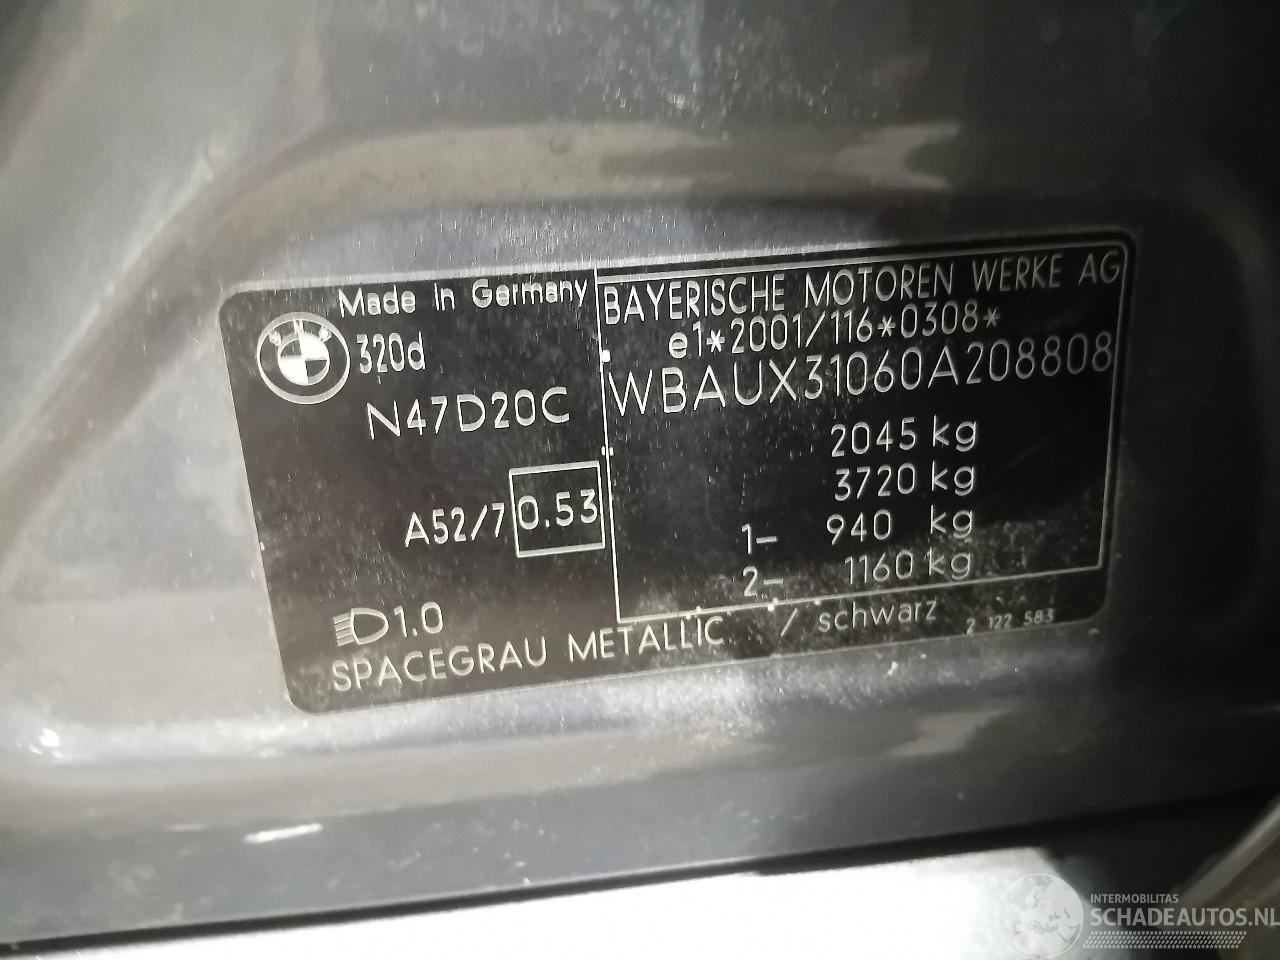 Made in Germany
BMW
320d
N47D20C
A52/7 0.53
1.0
SPACEGRAU METALLIC / schwarz
BAYERISCHE MOTOREN WERKE AG
e1*2001/116*0308*
WBAUX31060A208808
2045 kg
3720 kg
1- 940 kg
2- 1160 kg
2 122 583
INTERMOBILITAS
SCHADEAUTOS.NL